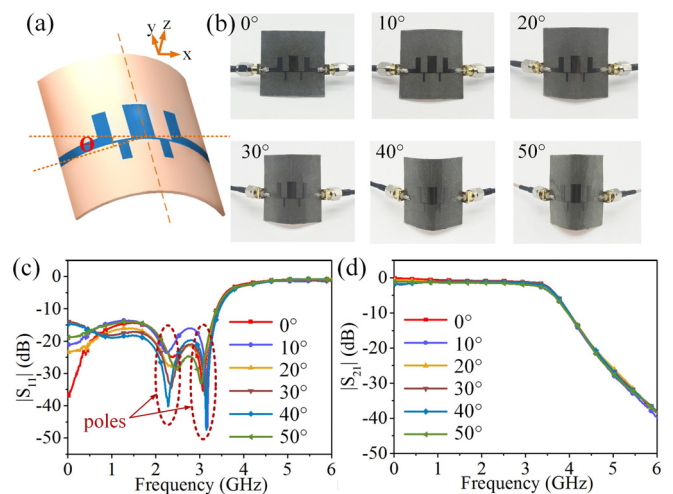 (a)
y
z
x
O
(b)
0°
10°
20°
30°
40°
50°
(c)
0
-10
-20
-30
-40
-50
|S11| (dB)
0°
10°
20°
30°
40°
50°
poles
0 1 2 3 4 5 6
Frequency (GHz)
(d)
0
-10
-20
-30
-40
-50
|S21| (dB)
0°
10°
20°
30°
40°
50°
0 1 2 3 4 5 6
Frequency (GHz)